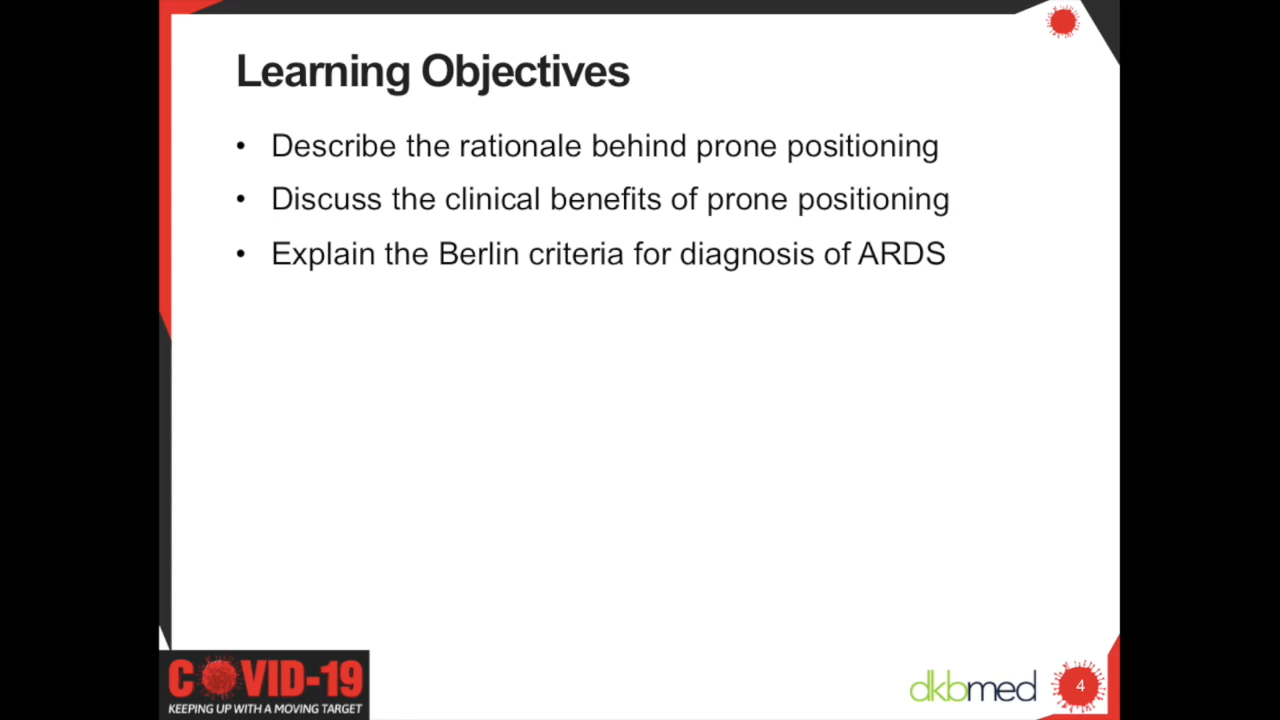 Learning Objectives
• Describe the rationale behind prone positioning
• Discuss the clinical benefits of prone positioning
• Explain the Berlin criteria for diagnosis of ARDS
COVID-19
KEEPING UP WITH A MOVING TARGET
dkbmed
4